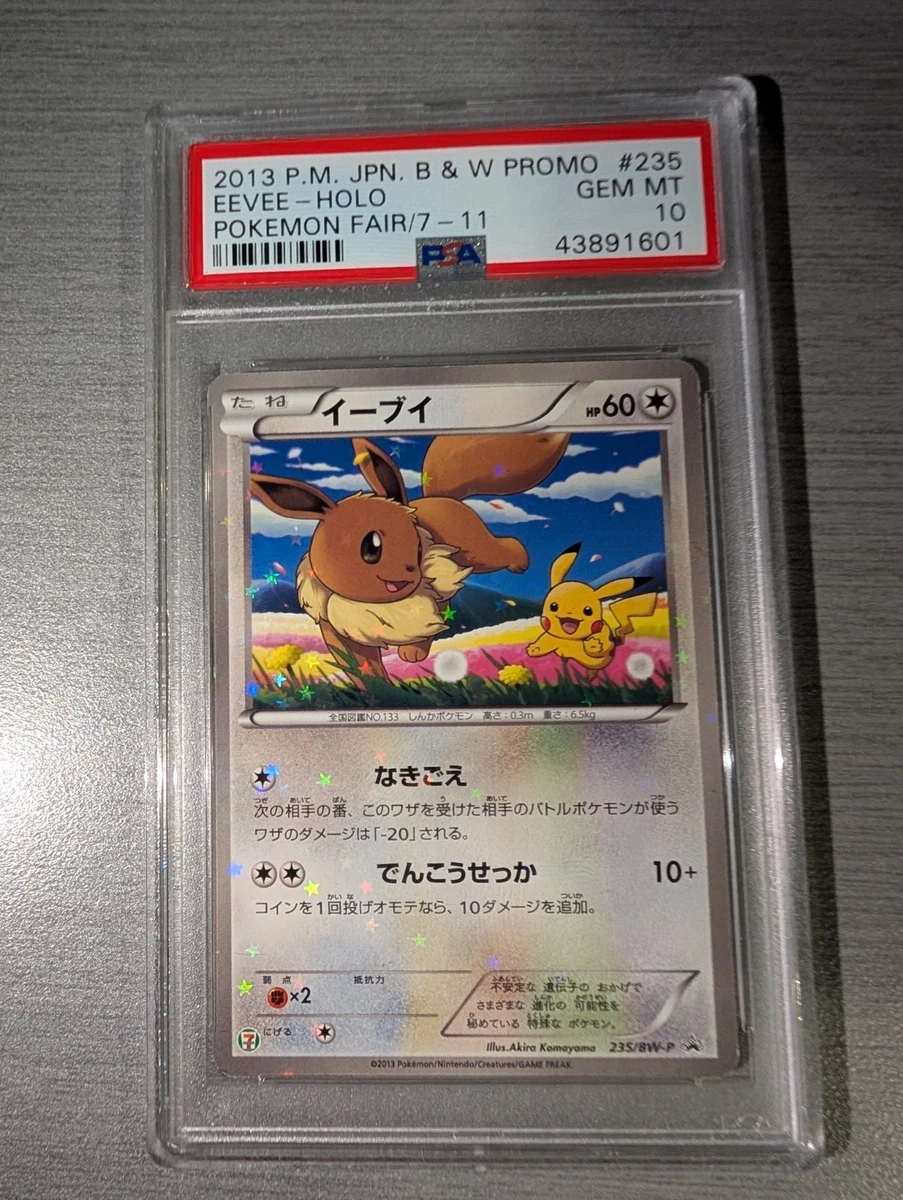 2013 P.M. JPN. B & W PROMO #235
EEVEE-HOLO GEM MT
POKEMON FAIR/7-11 10
PSA 43891601
たね イーブイ HP60
全国図鑑NO.133 しんかポケモン 高さ：0.3m 重さ：6.5kg
なきごえ
次の相手の番、このワザを受けた相手のバトルポケモンが使う
ワザのダメージは「-20」される。
でんこうせっか 10+
コインを1回投げオモテなら、10ダメージを追加。
弱点 抵抗力
×2
にげる
7
不安定な 遺伝子の おかげで
さまざまな 進化の 可能性を
秘めている 特殊な ポケモン。
Illus.Akira Komayama 235/BW-P
©2013 Pokémon/Nintendo/Creatures/GAME FREAK.